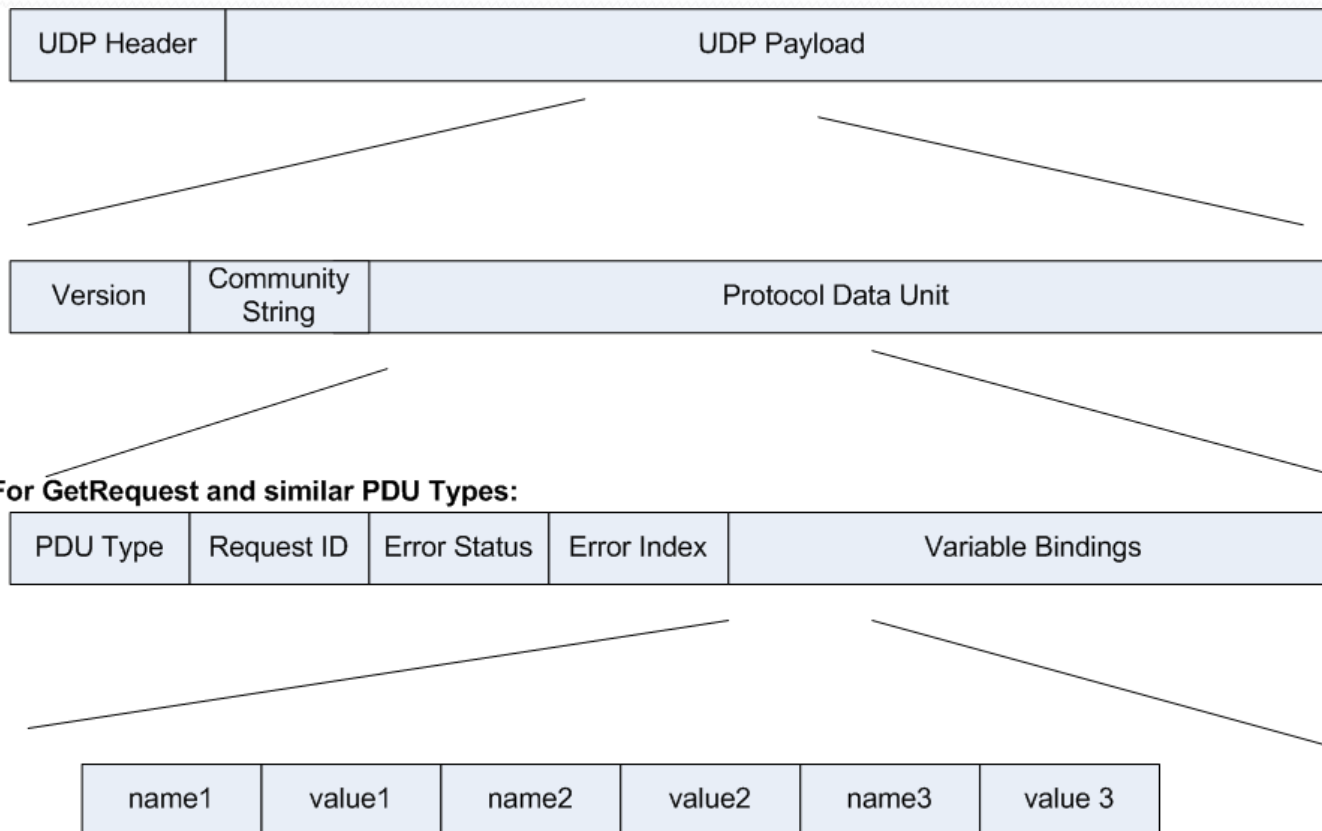 UDP Header
UDP Payload
Version
Community
String
Protocol Data Unit
For GetRequest and similar PDU Types:
PDU Type
Request ID
Error Status
Error Index
Variable Bindings
name1
value1
name2
value2
name3
value 3